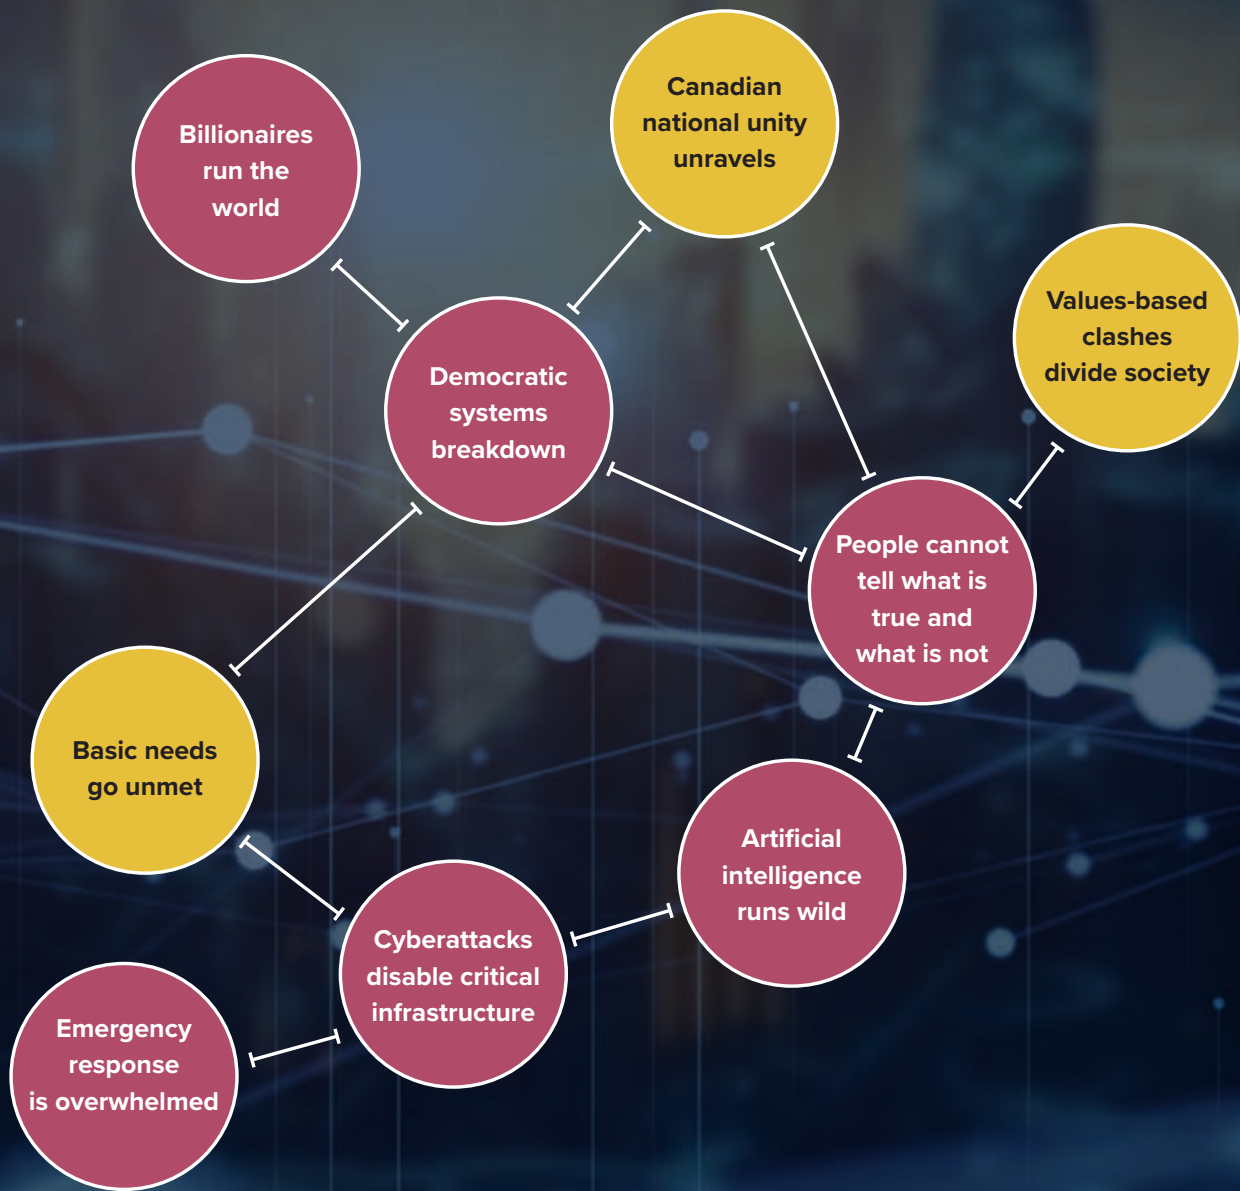 Billionaires
run the
world
Canadian
national unity
unravels
Values-based
clashes
divide society
Democratic
systems
breakdown
People cannot
tell what is
true and
what is not
Basic needs
go unmet
Artificial
intelligence
runs wild
Cyberattacks
disable critical
infrastructure
Emergency
response
is overwhelmed